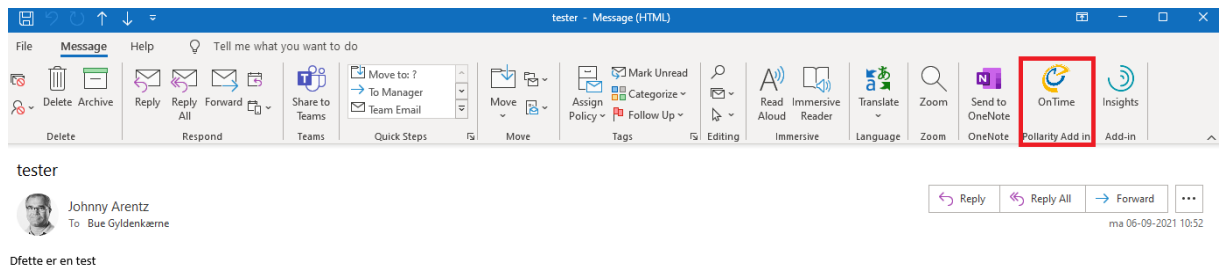 tester - Message (HTML)
File Message Help Tell me what you want to do
Delete Archive
Delete
Reply Reply All Forward
Respond
Share to Teams
Teams
Move to: ?
To Manager
Team Email
Quick Steps
Move
Move
Assign Policy
Mark Unread
Categorize
Follow Up
Tags
Editing
Read Aloud Immersive Reader
Immersive
Translate
Language
Zoom
Zoom
Send to OneNote
OneNote
OnTime
Pollarity Add in
Insights
Add-in
tester
Johnny Arentz
To Bue Gyldenkærne
Reply Reply All Forward
ma 06-09-2021 10:52
Dfette er en test